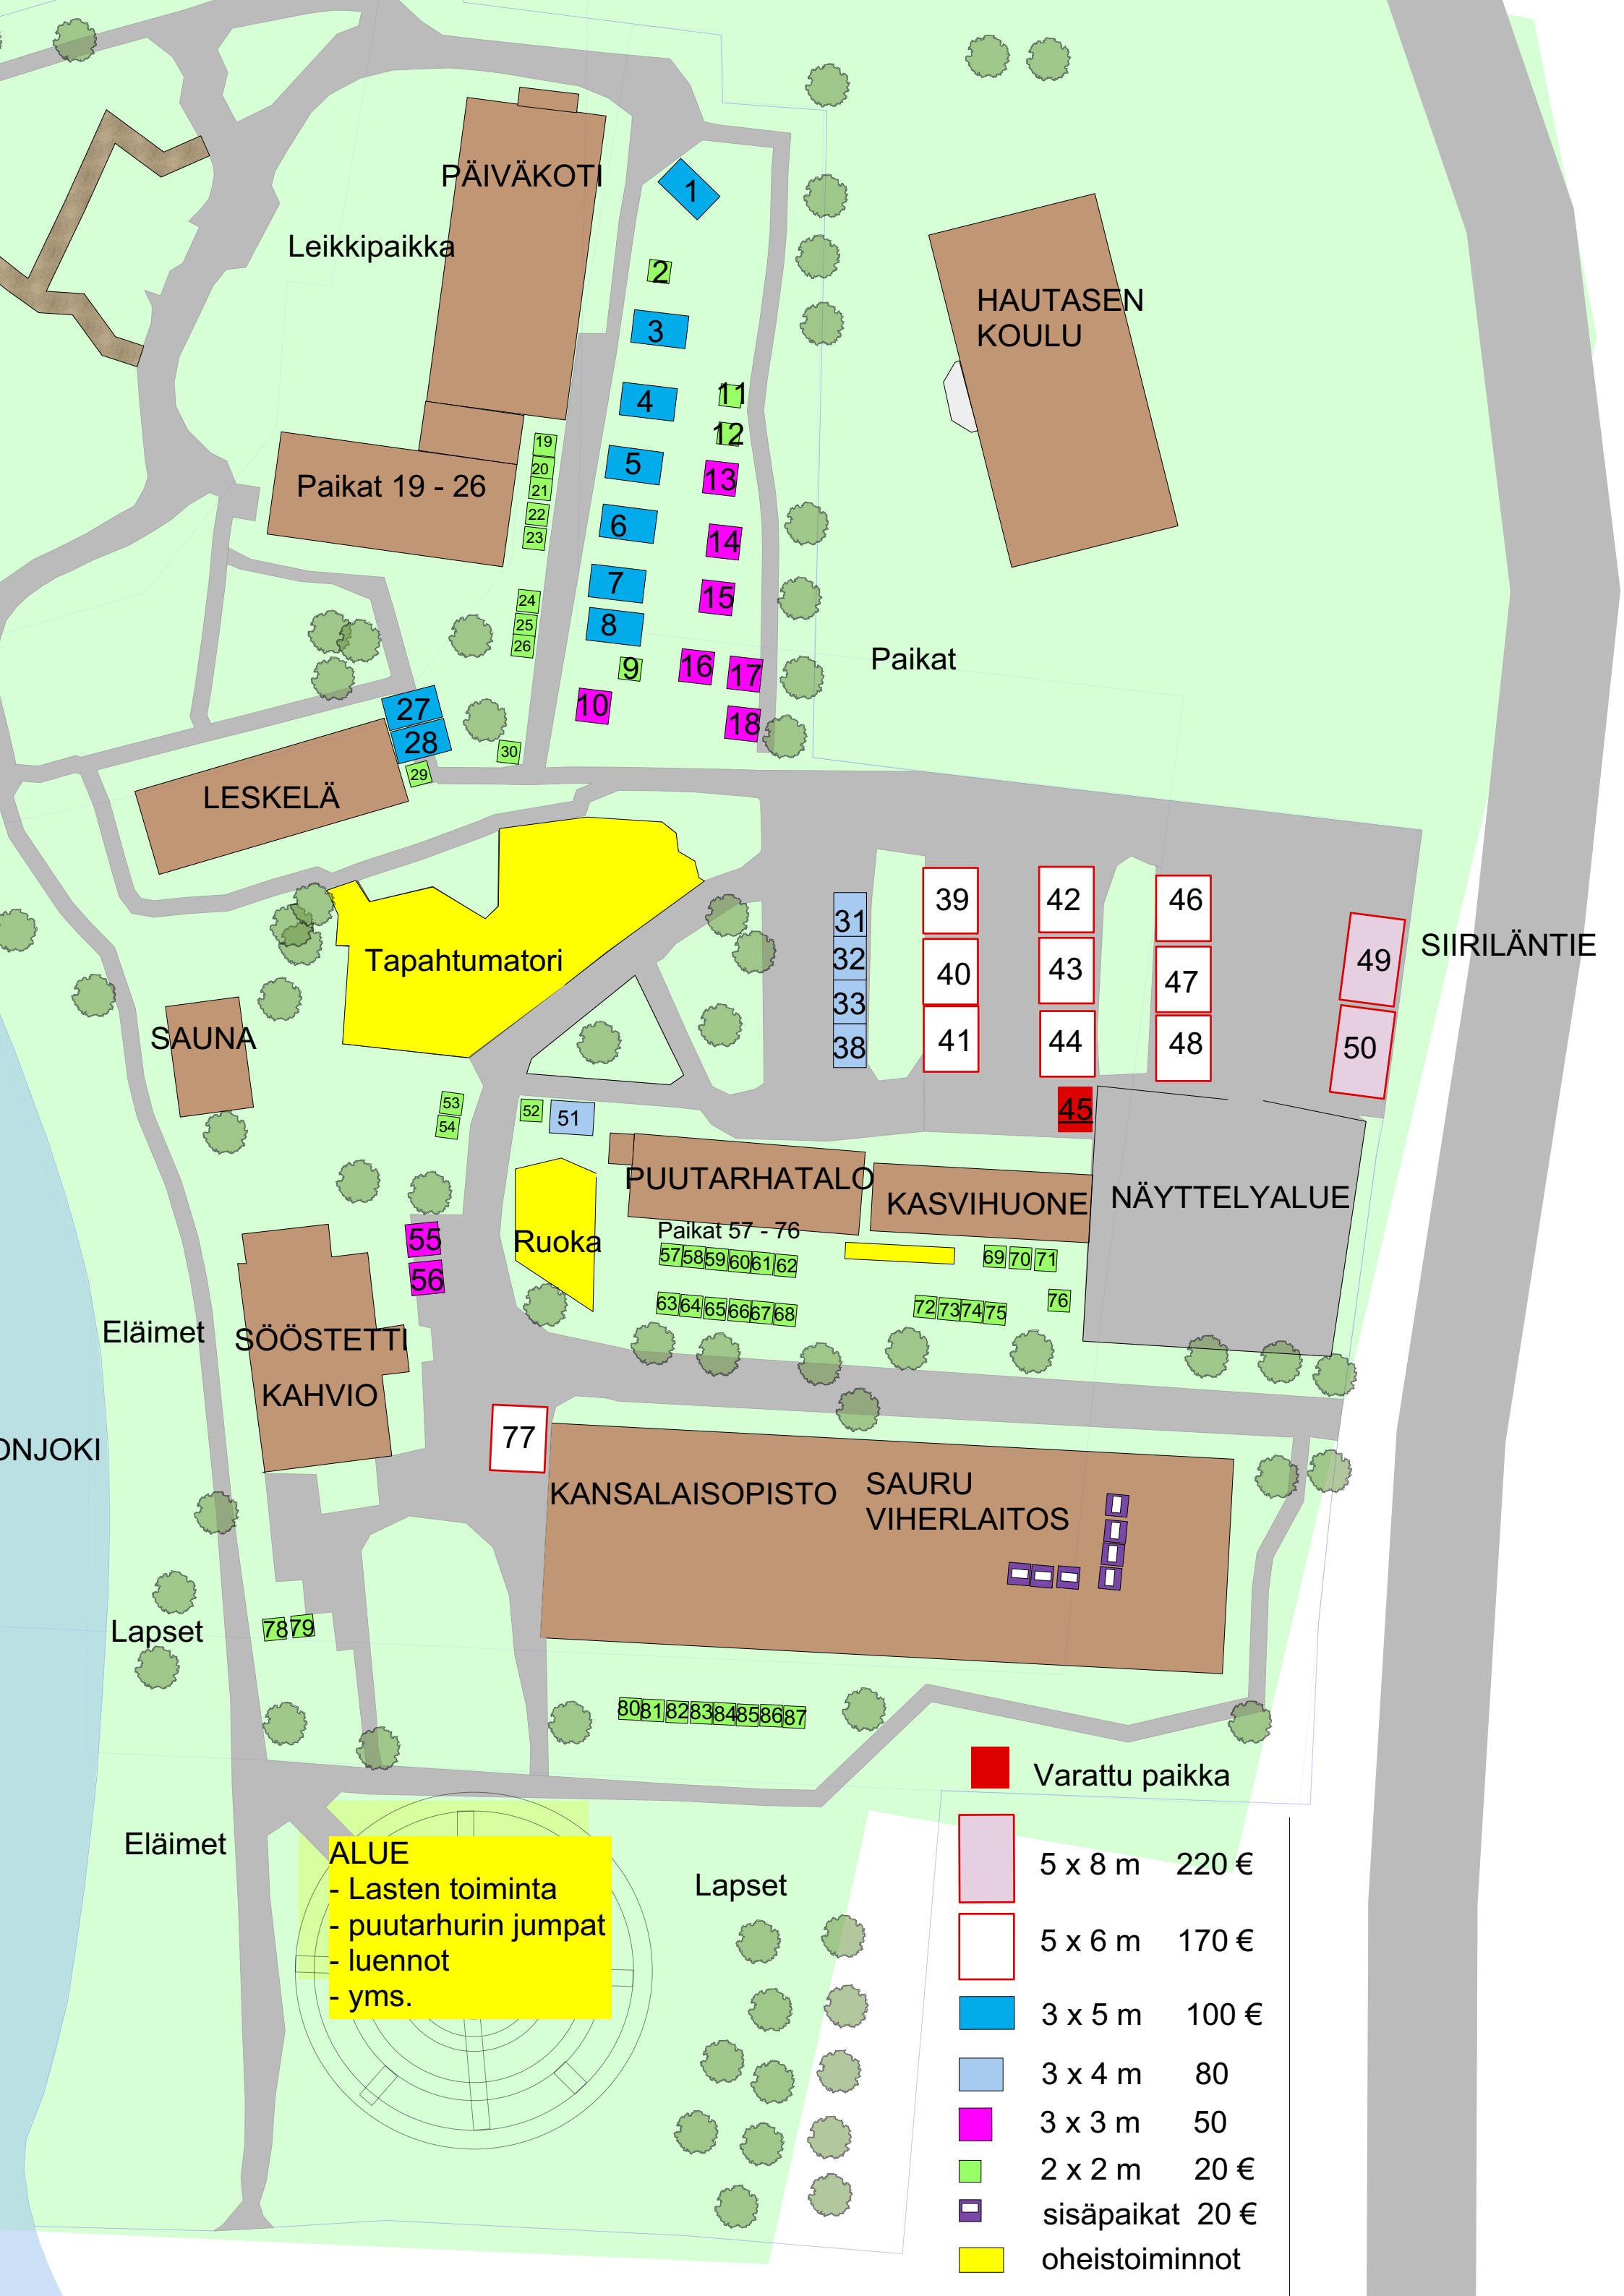 PÄIVÄKOTI
1
Leikkipaikka
2
HAUTASEN
KOULU
3
4
11
12
19
20
21
22
23
5
13
Paikat 19 - 26
6
14
7
15
24
25
26
8
9
16
17
Paikat
10
18
27
28
30
29
LESKELÄ
39
42
46
31
32
33
38
40
43
47
49
SIIRILÄNTIE
Tapahtumatori
41
44
48
50
SAUNA
53
54
52
51
45
PUUTARHATALO
KASVIHUONE
NÄYTTELYALUE
55
56
Ruoka
Paikat 57 - 76
57
58
59
60
61
62
69
70
71
63
64
65
66
67
68
72
73
74
75
76
Eläimet
SÖÖSTETTI
KAHVIO
ONJOKI
77
KANSALAISOPISTO
SAURU
VIHERLAITOS
78
79
Lapset
80
81
82
83
84
85
86
87
Varattu paikka
Eläimet
ALUE
- Lasten toiminta
- puutarhurin jumpat
- luennot
- yms.
Lapset
5 x 8 m 220 €
5 x 6 m 170 €
3 x 5 m 100 €
3 x 4 m 80
3 x 3 m 50
2 x 2 m 20 €
sisäpaikat 20 €
oheistoiminnot